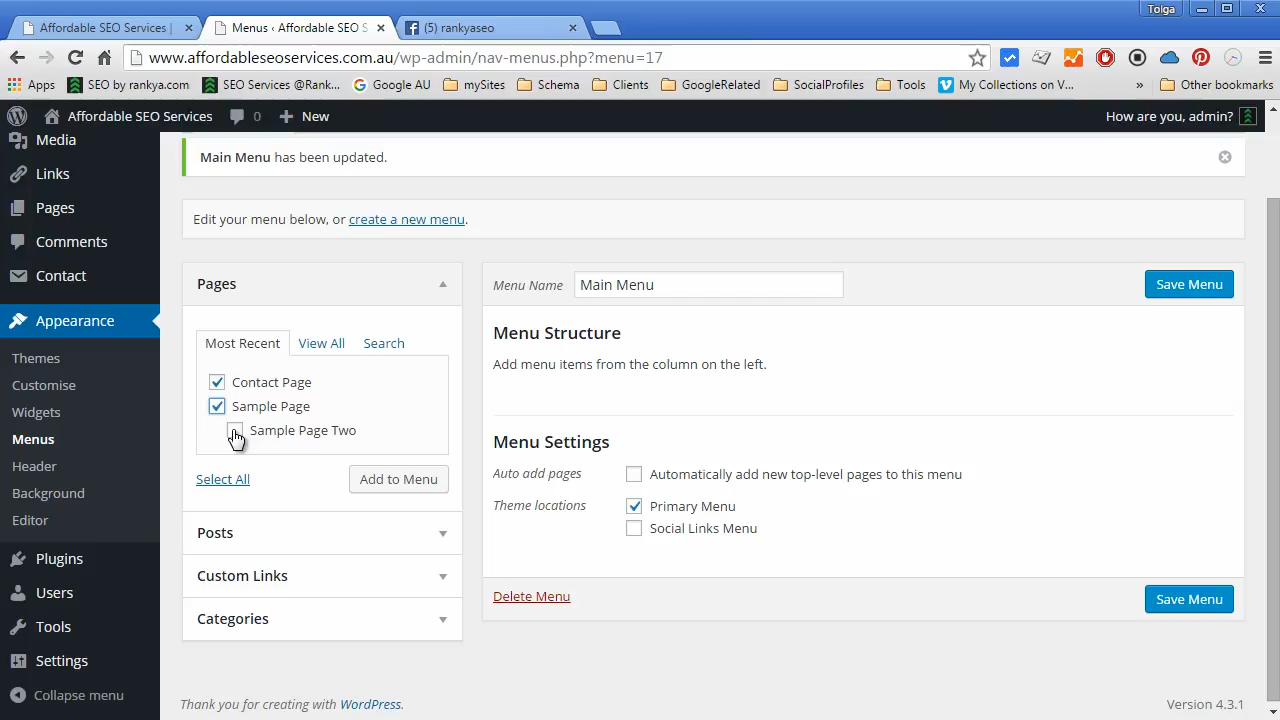 Tolga
Affordable SEO Services |
Menus ‹ Affordable SEO S
(5) rankyaseo
www.affordableseoservices.com.au/wp-admin/nav-menus.php?menu=17
Apps
SEO by rankya.com
SEO Services @Rank...
Google AU
mySites
Schema
Clients
GoogleRelated
SocialProfiles
Tools
My Collections on V...
»
Other bookmarks
Affordable SEO Services
0
New
How are you, admin?
Media
Links
Pages
Comments
Contact
Appearance
Themes
Customise
Widgets
Menus
Header
Background
Editor
Plugins
Users
Tools
Settings
Collapse menu
Main Menu has been updated.
Edit your menu below, or create a new menu.
Pages
Most Recent
View All
Search
Contact Page
Sample Page
Sample Page Two
Select All
Add to Menu
Posts
Custom Links
Categories
Menu Name
Main Menu
Save Menu
Menu Structure
Add menu items from the column on the left.
Menu Settings
Auto add pages
Automatically add new top-level pages to this menu
Theme locations
Primary Menu
Social Links Menu
Delete Menu
Save Menu
Thank you for creating with WordPress.
Version 4.3.1